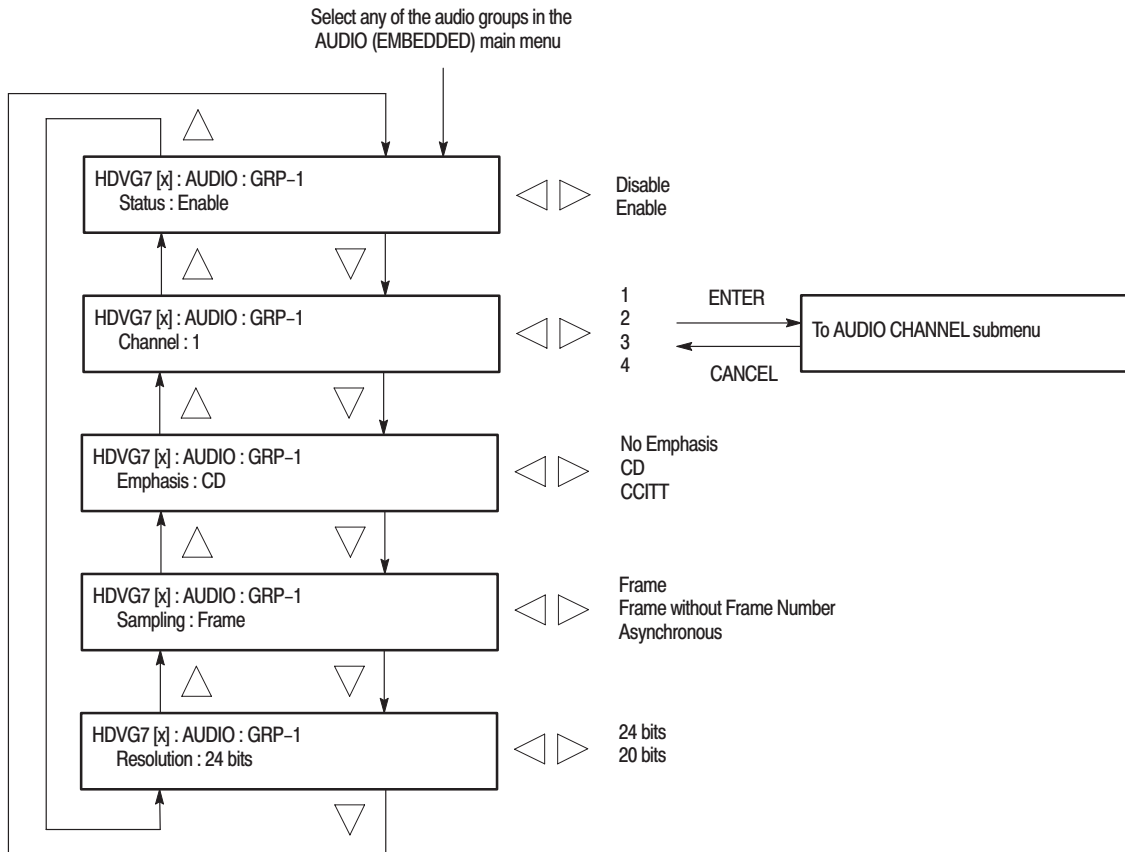 Select any of the audio groups in the
AUDIO (EMBEDDED) main menu
HDVG7 [x] : AUDIO : GRP–1
Status : Enable
Disable
Enable
HDVG7 [x] : AUDIO : GRP–1
Channel : 1
1
2
3
4
ENTER
CANCEL
To AUDIO CHANNEL submenu
HDVG7 [x] : AUDIO : GRP–1
Emphasis : CD
No Emphasis
CD
CCITT
HDVG7 [x] : AUDIO : GRP–1
Sampling : Frame
Frame
Frame without Frame Number
Asynchronous
HDVG7 [x] : AUDIO : GRP–1
Resolution : 24 bits
24 bits
20 bits